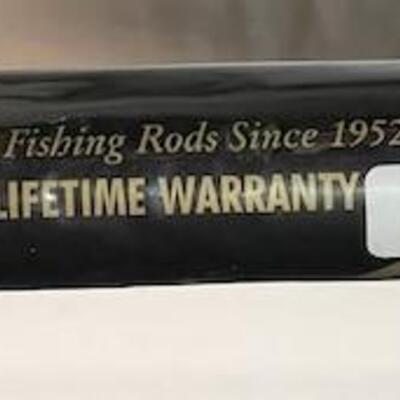 Fishing Rods Since 1952
LIFETIME WARRANTY